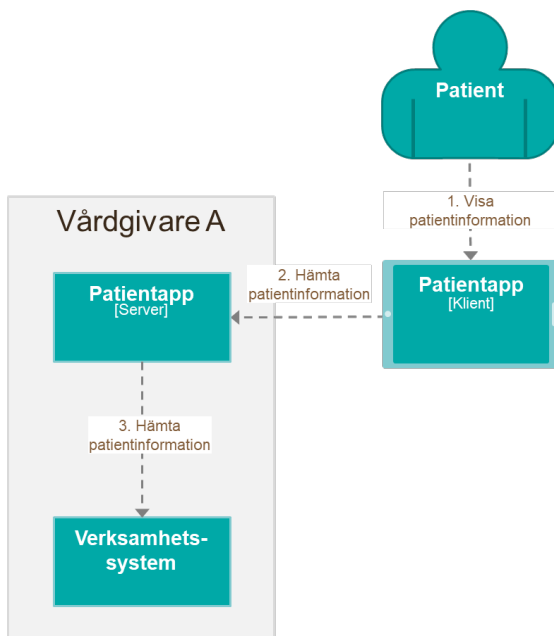 Patient
1. Visa
patientinformation
Vårdgivare A
Patientapp
[Server]
2. Hämta
patientinformation
Patientapp
[Klient]
3. Hämta
patientinformation
Verksamhets-
system